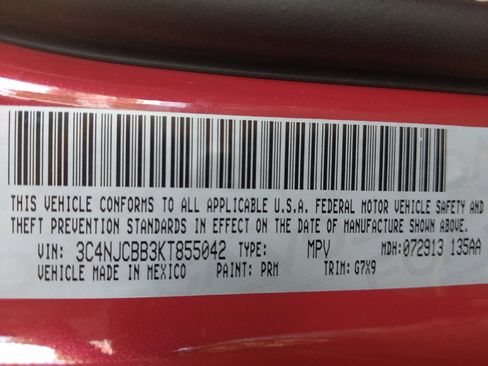 THIS VEHICLE CONFORMS TO ALL APPLICABLE U.S.A. FEDERAL MOTOR VEHICLE SAFETY AND
THEFT PREVENTION STANDARDS IN EFFECT ON THE DATE OF MANUFACTURE SHOWN ABOVE.
VIN: 3C4NJCBB3KT855042 TYPE: MPV MDH: 072913 135AA
VEHICLE MADE IN MEXICO PAINT: PRM TRIM: G7X9